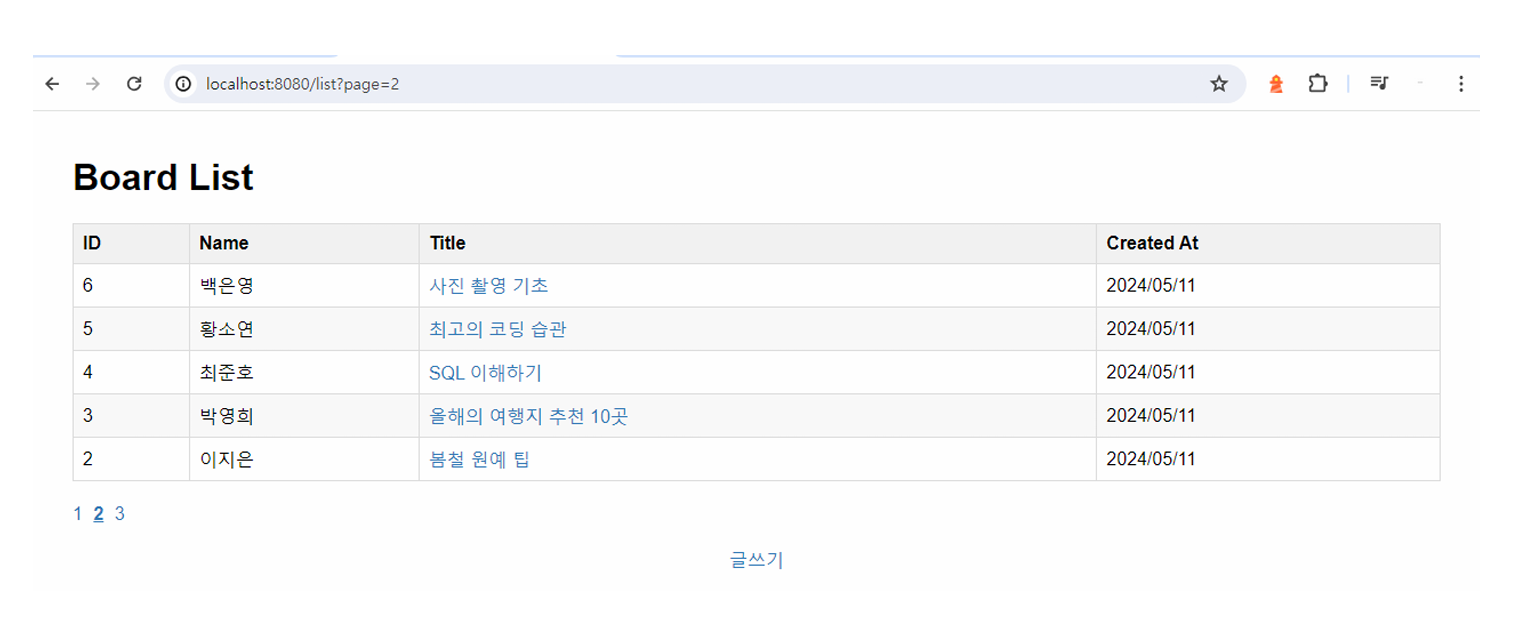 localhost:8080/list?page=2
Board List
ID Name Title Created At
6 백은영 사진 촬영 기초 2024/05/11
5 황소연 최고의 코딩 습관 2024/05/11
4 최준호 SQL 이해하기 2024/05/11
3 박영희 올해의 여행지 추천 10곳 2024/05/11
2 이지은 봄철 원예 팁 2024/05/11
1 2 3
글쓰기